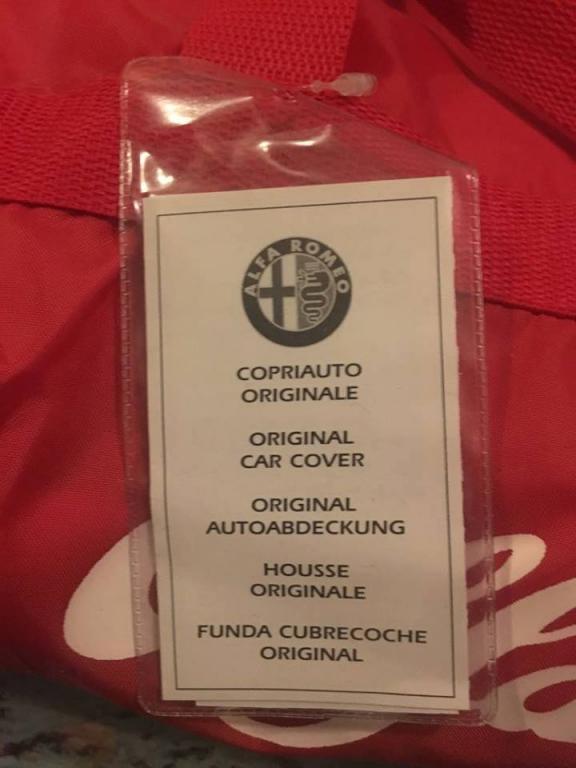 ALFA ROMEO
COPRIAUTO
ORIGINALE
ORIGINAL
CAR COVER
ORIGINAL
AUTOABDECKUNG
HOUSSE
ORIGINALE
FUNDA CUBRECOCHE
ORIGINAL